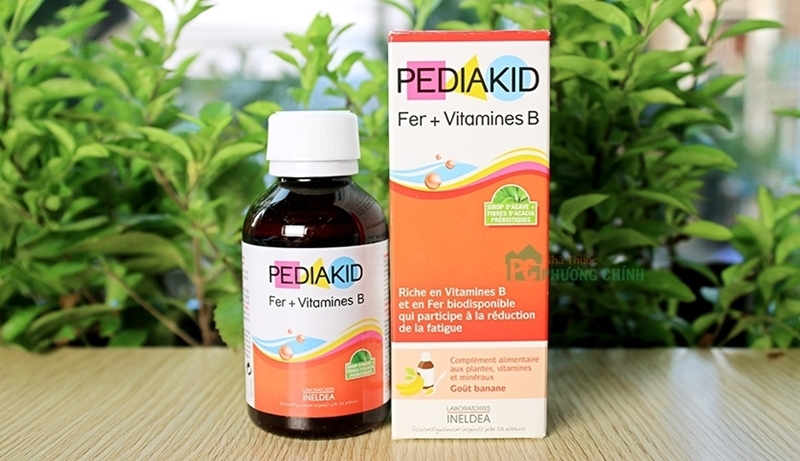 PEDIAKID
Fer + Vitamines B
SIROP D'AGAVE +
FIBRES D'ACACIA
PRÉBIOTIQUES
Riche en Vitamines B
et en Fer biodisponible
qui participe à la réduction
de la fatigue
Complément alimentaire
aux plantes, vitamines
et minéraux
Goût banane
LABORATOIRES
INELDEA
Nhà Thuốc
PHƯƠNG CHÍNH
PEDIAKID
Fer + Vitamines B
LABORATOIRES
INELDEA